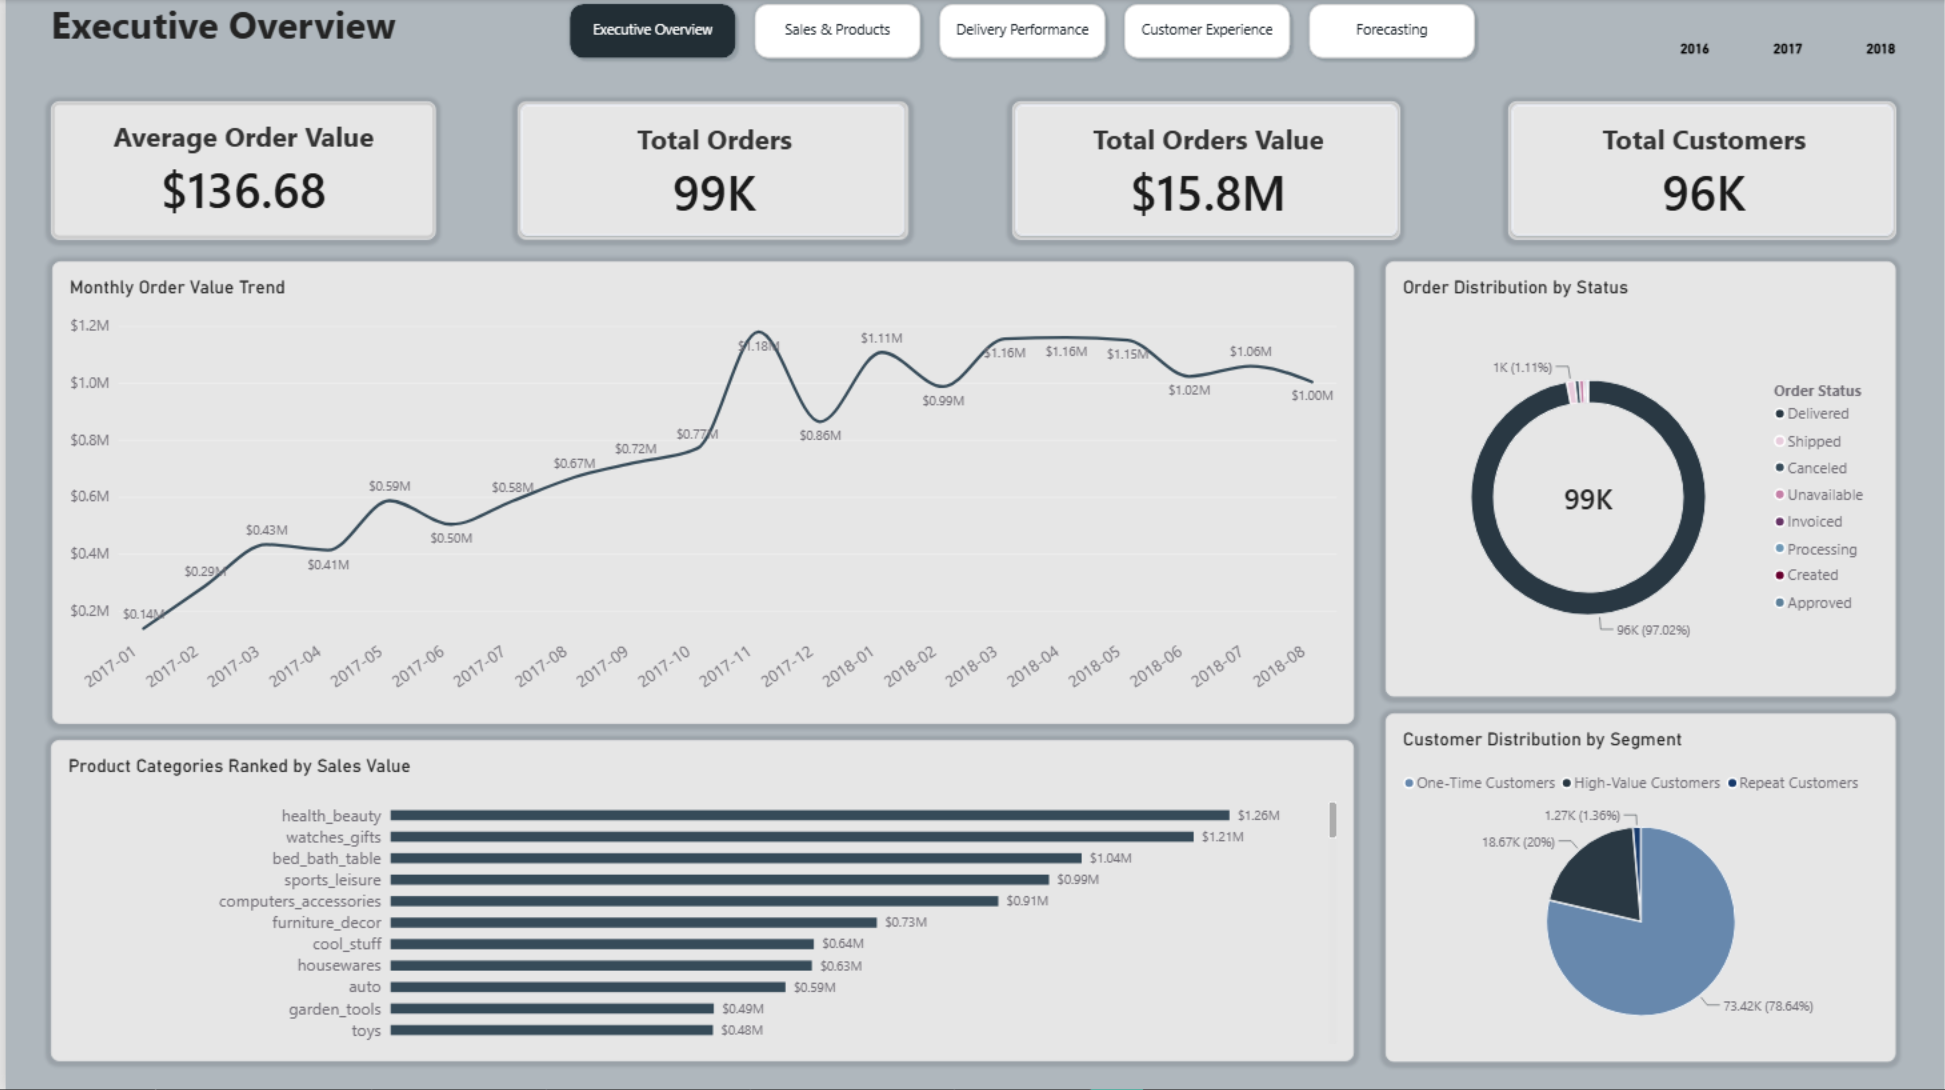 Executive Overview
Executive Overview
Sales & Products
Delivery Performance
Customer Experience
Forecasting
2016
2017
2018
Average Order Value
$136.68
Total Orders
99K
Total Orders Value
$15.8M
Total Customers
96K
Monthly Order Value Trend
$1.2M
$1.0M
$0.8M
$0.6M
$0.4M
$0.2M
$0.14M
$0.29M
$0.43M
$0.41M
$0.59M
$0.50M
$0.58M
$0.67M
$0.72M
$0.77M
$1.18M
$0.86M
$1.11M
$0.99M
$1.16M
$1.16M
$1.15M
$1.02M
$1.06M
$1.00M
2017-01
2017-02
2017-03
2017-04
2017-05
2017-06
2017-07
2017-08
2017-09
2017-10
2017-11
2017-12
2018-01
2018-02
2018-03
2018-04
2018-05
2018-06
2018-07
2018-08
Order Distribution by Status
1K (1.11%)
99K
96K (97.02%)
Order Status
Delivered
Shipped
Canceled
Unavailable
Invoiced
Processing
Created
Approved
Product Categories Ranked by Sales Value
health_beauty $1.26M
watches_gifts $1.21M
bed_bath_table $1.04M
sports_leisure $0.99M
computers_accessories $0.91M
furniture_decor $0.73M
cool_stuff $0.64M
housewares $0.63M
auto $0.59M
garden_tools $0.49M
toys $0.48M
Customer Distribution by Segment
One-Time Customers High-Value Customers Repeat Customers
1.27K (1.36%)
18.67K (20%)
73.42K (78.64%)